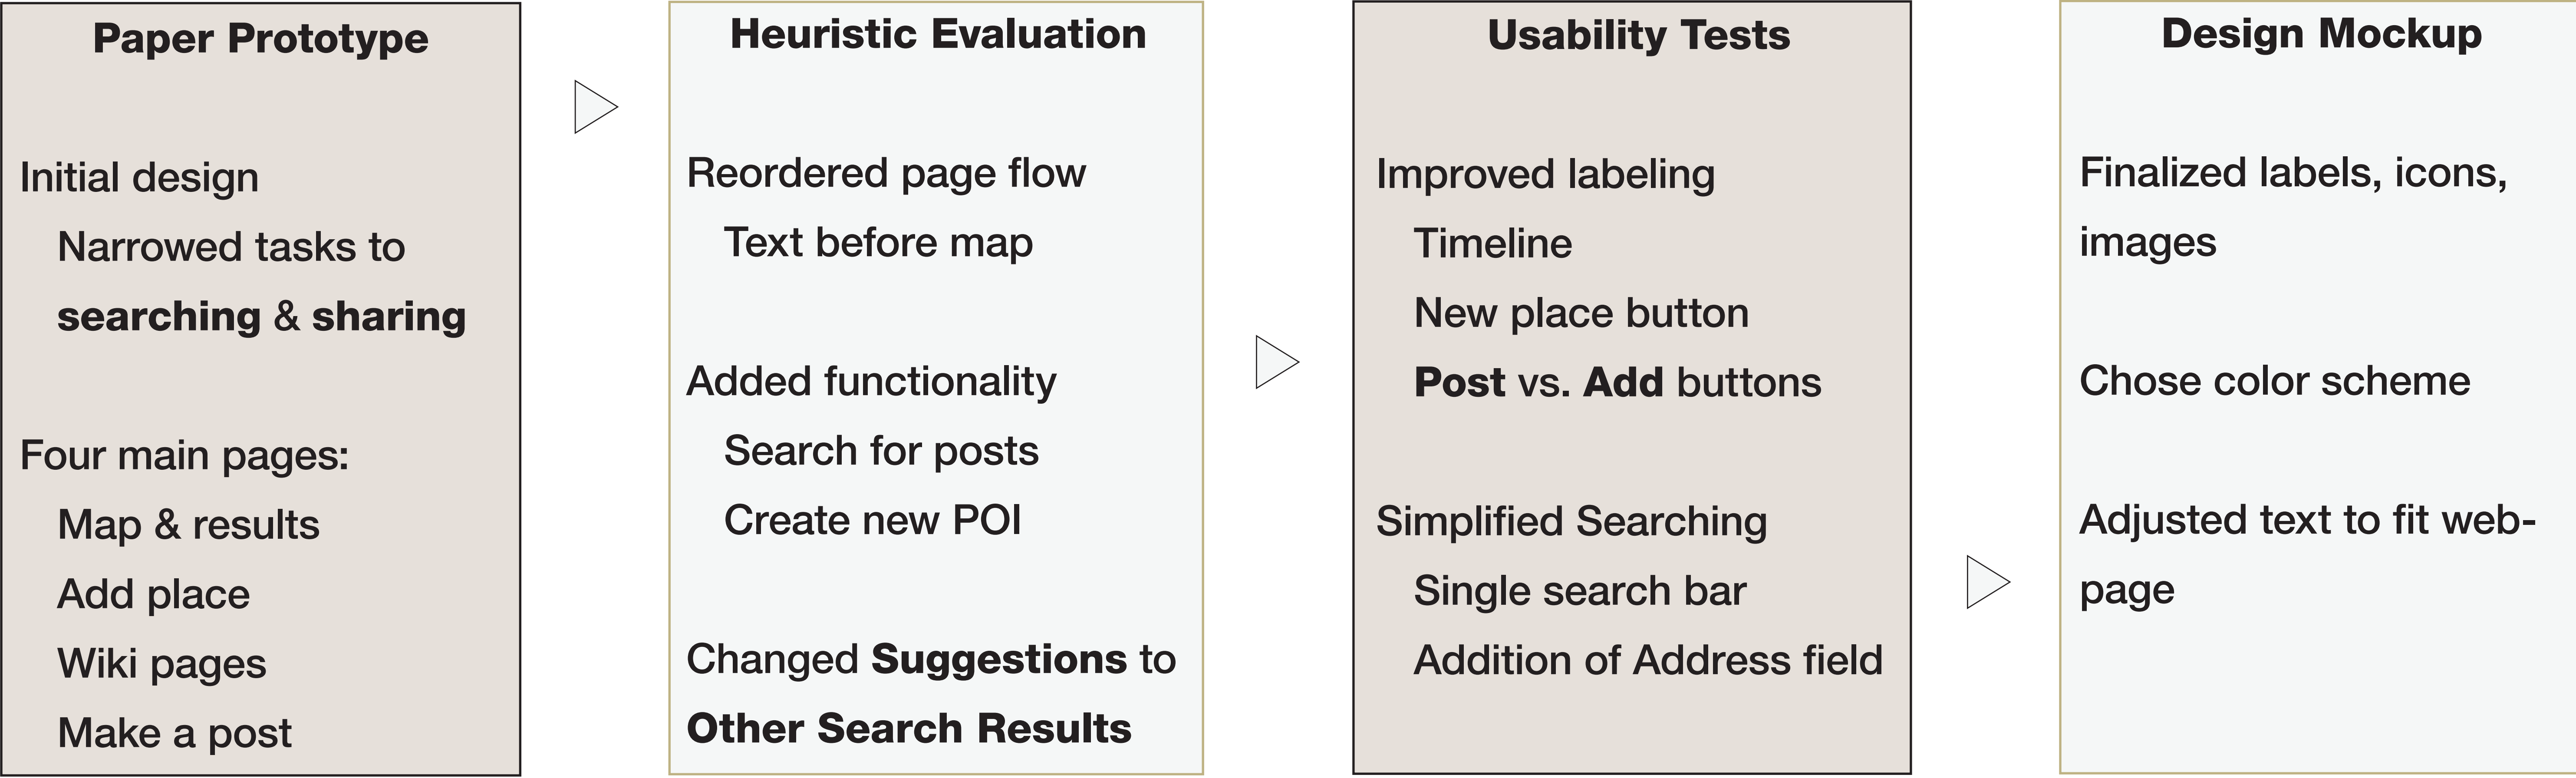 Paper Prototype
Initial design
Narrowed tasks to
searching & sharing
Four main pages:
Map & results
Add place
Wiki pages
Make a post
Heuristic Evaluation
Reordered page flow
Text before map
Added functionality
Search for posts
Create new POI
Changed Suggestions to
Other Search Results
Usability Tests
Improved labeling
Timeline
New place button
Post vs. Add buttons
Simplified Searching
Single search bar
Addition of Address field
Design Mockup
Finalized labels, icons,
images
Chose color scheme
Adjusted text to fit web-
page